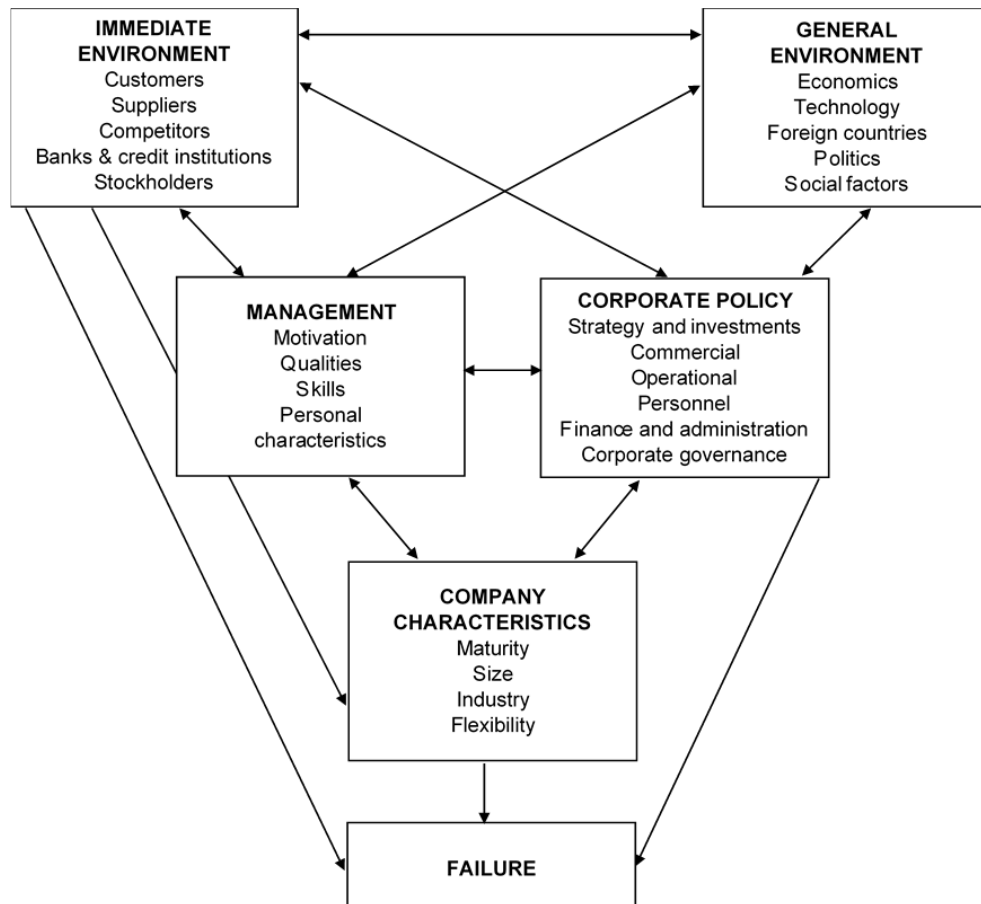 IMMEDIATE
ENVIRONMENT
Customers
Suppliers
Competitors
Banks & credit institutions
Stockholders
GENERAL
ENVIRONMENT
Economics
Technology
Foreign countries
Politics
Social factors
MANAGEMENT
Motivation
Qualities
Skills
Personal
characteristics
CORPORATE POLICY
Strategy and investments
Commercial
Operational
Personnel
Finance and administration
Corporate governance
COMPANY
CHARACTERISTICS
Maturity
Size
Industry
Flexibility
FAILURE